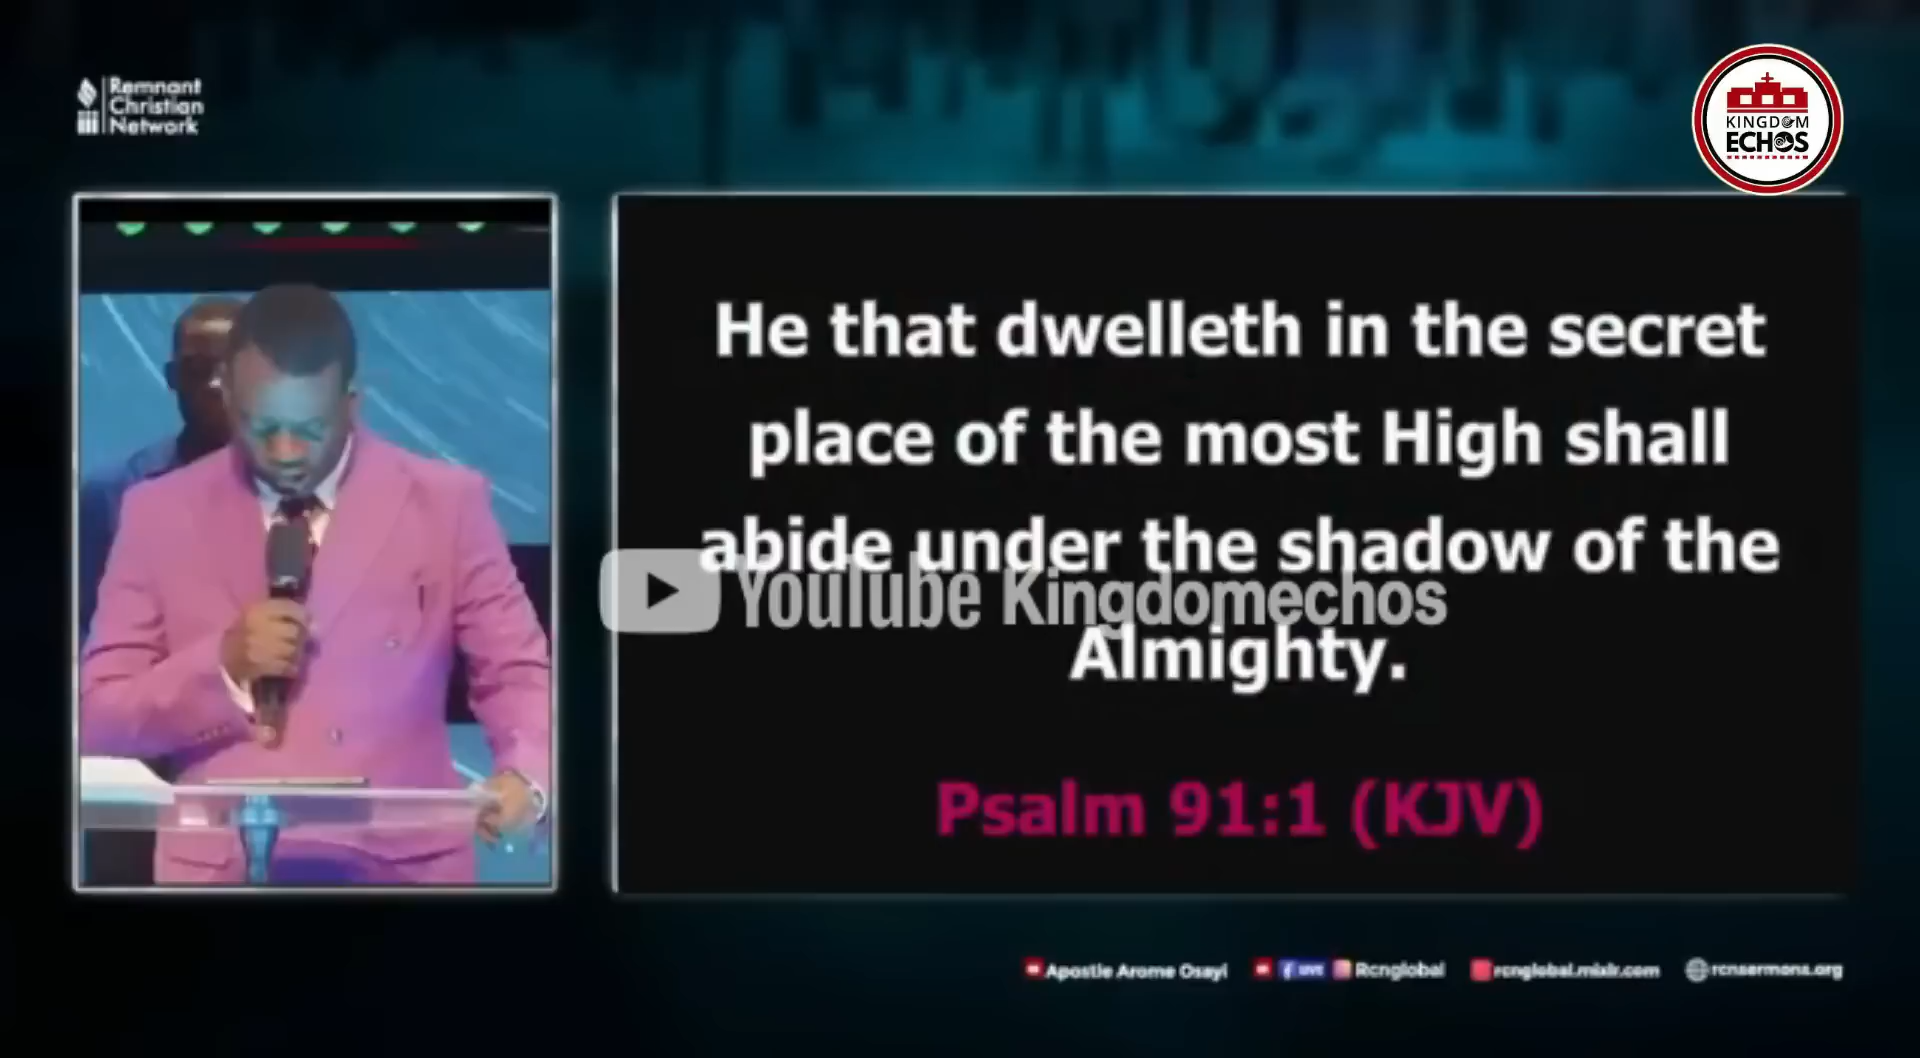 Remnant
Christian
Network
KINGDOM
ECHOS
He that dwelleth in the secret
place of the most High shall
abide under the shadow of the
Almighty.
YouTube Kingdomechos
Psalm 91:1 (KJV)
Apostle Arome Osayi
LIVE Rcnglobal
rcnglobal.mixlr.com
rcnsermons.org